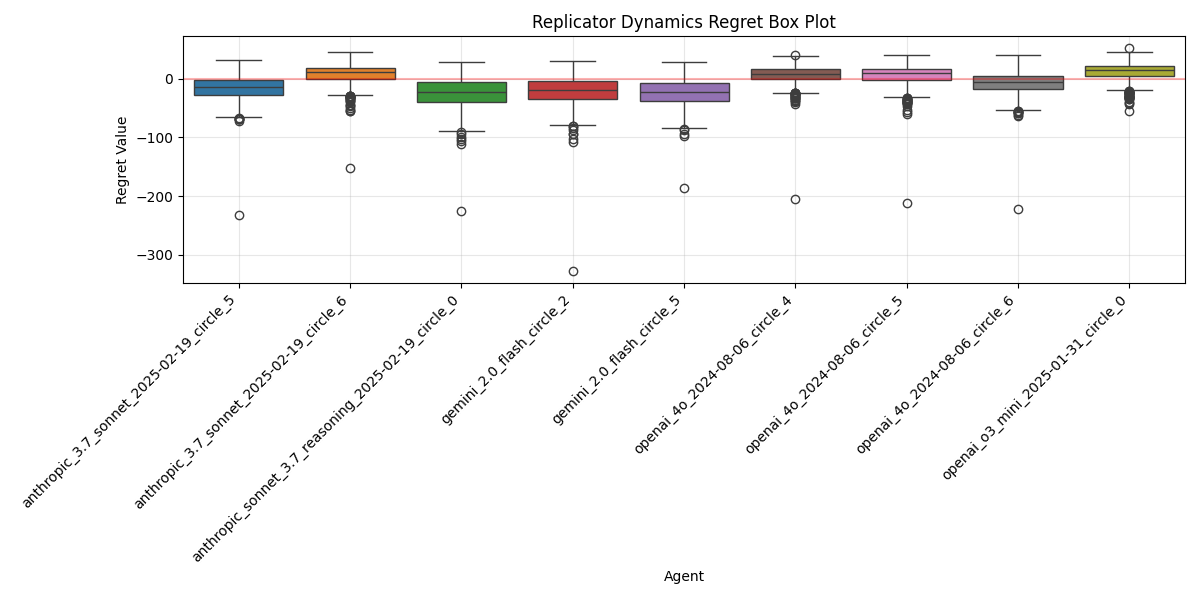 Replicator Dynamics Regret Box Plot
Regret Value
0
−100
−200
−300
anthropic_3.7_sonnet_2025-02-19_circle_5
anthropic_3.7_sonnet_2025-02-19_circle_6
anthropic_sonnet_3.7_reasoning_2025-02-19_circle_0
gemini_2.0_flash_circle_2
gemini_2.0_flash_circle_5
openai_4o_2024-08-06_circle_4
openai_4o_2024-08-06_circle_5
openai_4o_2024-08-06_circle_6
openai_o3_mini_2025-01-31_circle_0
Agent